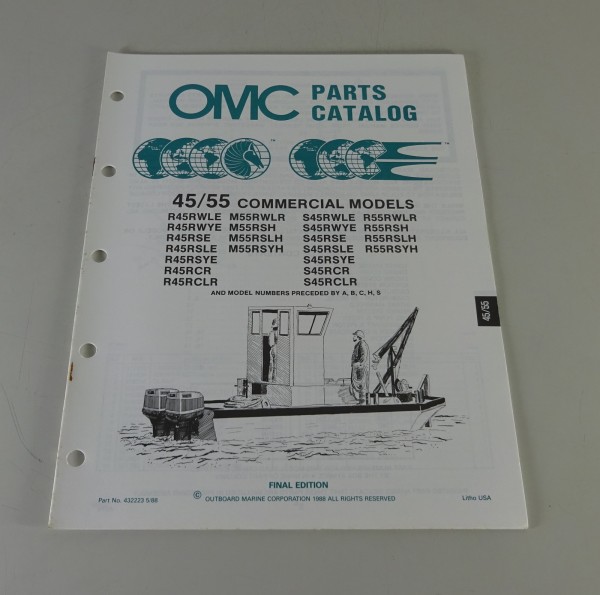 OMC PARTS CATALOG
TM
TM
45/55 COMMERCIAL MODELS
R45RWLE M55RWLR S45RWLE R55RWLR
R45RWYE M55RSH S45RWYE R55RSH
R45RSE M55RSLH S45RSE R55RSLH
R45RSLE M55RSYH S45RSLE R55RSYH
R45RSYE S45RSYE
R45RCR S45RCR
R45RCLR S45RCLR
AND MODEL NUMBERS PRECEDED BY A, B, C, H, S
45/55
FINAL EDITION
Part No. 432223 5/88 © OUTBOARD MARINE CORPORATION 1988 ALL RIGHTS RESERVED Litho USA